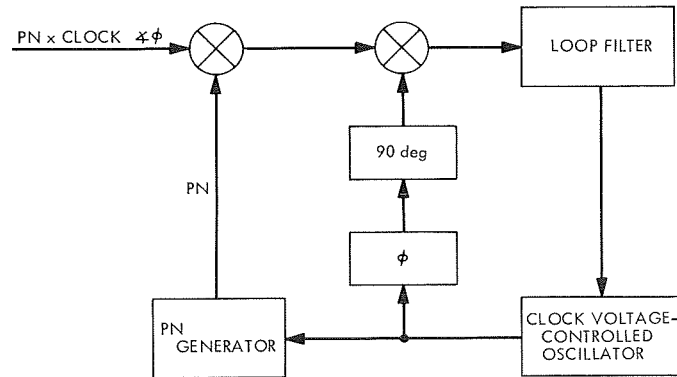 PN x CLOCK ∡ϕ
LOOP FILTER
90 deg
PN
ϕ
PN
GENERATOR
CLOCK VOLTAGE-
CONTROLLED
OSCILLATOR